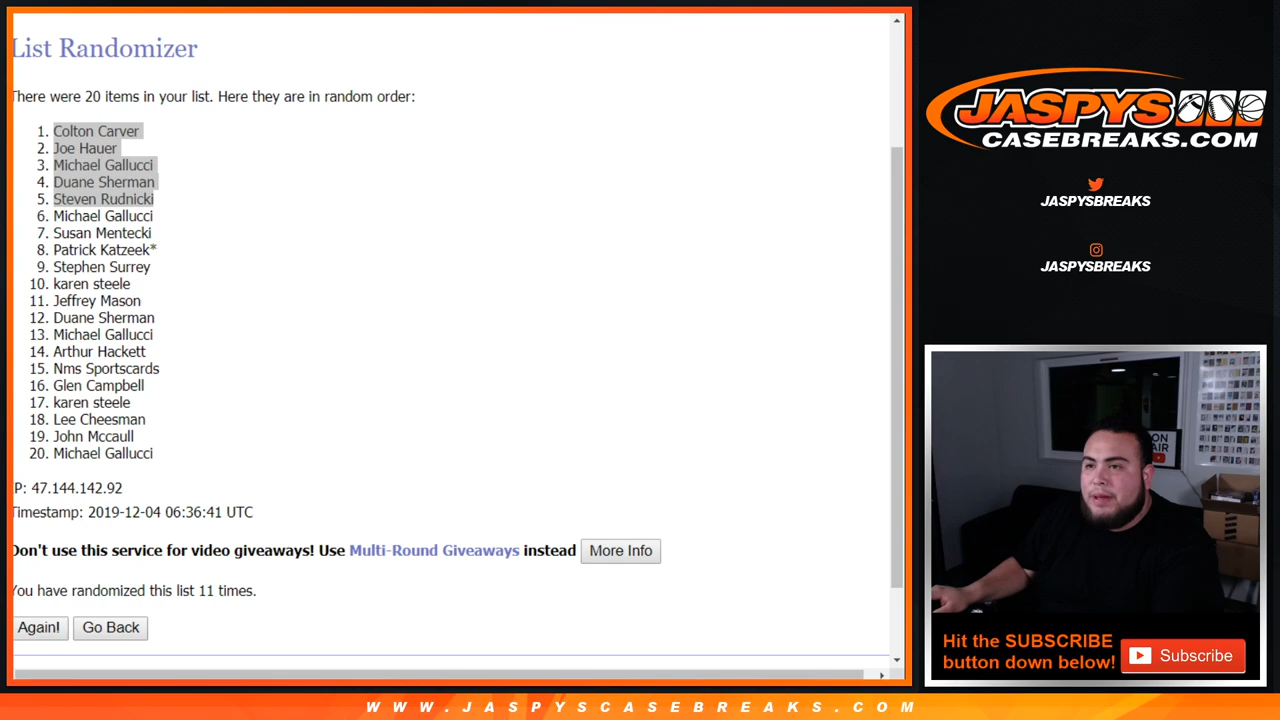 List Randomizer
There were 20 items in your list. Here they are in random order:
1. Colton Carver
2. Joe Hauer
3. Michael Gallucci
4. Duane Sherman
5. Steven Rudnicki
6. Michael Gallucci
7. Susan Mentecki
8. Patrick Katzeek*
9. Stephen Surrey
10. karen steele
11. Jeffrey Mason
12. Duane Sherman
13. Michael Gallucci
14. Arthur Hackett
15. Nms Sportscards
16. Glen Campbell
17. karen steele
18. Lee Cheesman
19. John Mccaull
20. Michael Gallucci
IP: 47.144.142.92
Timestamp: 2019-12-04 06:36:41 UTC
Don't use this service for video giveaways! Use Multi-Round Giveaways instead More Info
You have randomized this list 11 times.
Again! Go Back
JASPYS
CASEBREAKS.COM
JASPYSBREAKS
JASPYSBREAKS
ON
AIR
Hit the SUBSCRIBE
button down below!
Subscribe
WWW.JASPYSCASEBREAKS.COM